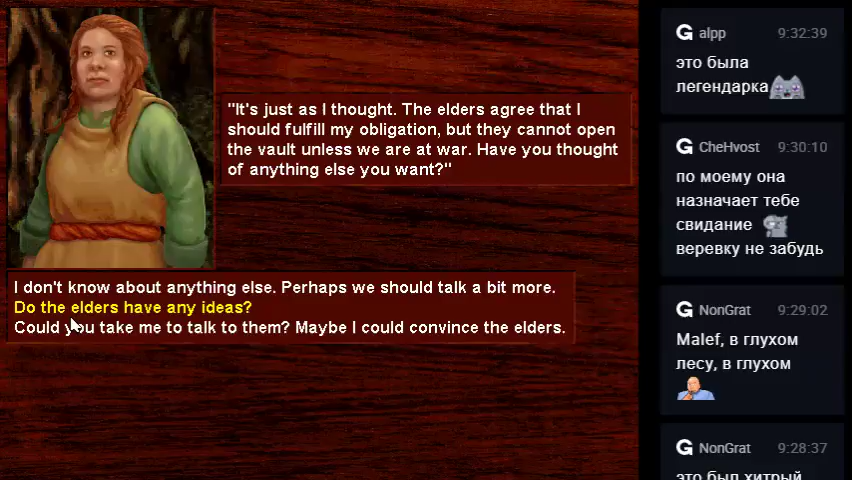 "It's just as I thought. The elders agree that I
should fulfill my obligation, but they cannot open
the vault unless we are at war. Have you thought
of anything else you want?"
I don't know about anything else. Perhaps we should talk a bit more.
Do the elders have any ideas?
Could you take me to talk to them? Maybe I could convince the elders.
G alpp 9:32:39
это была
легендарка
G CheHvost 9:30:10
по моему она
назначает тебе
свидание
веревку не забудь
G NonGrat 9:29:02
Malef, в глухом
лесу, в глухом
G NonGrat 9:28:37
это был хитрый